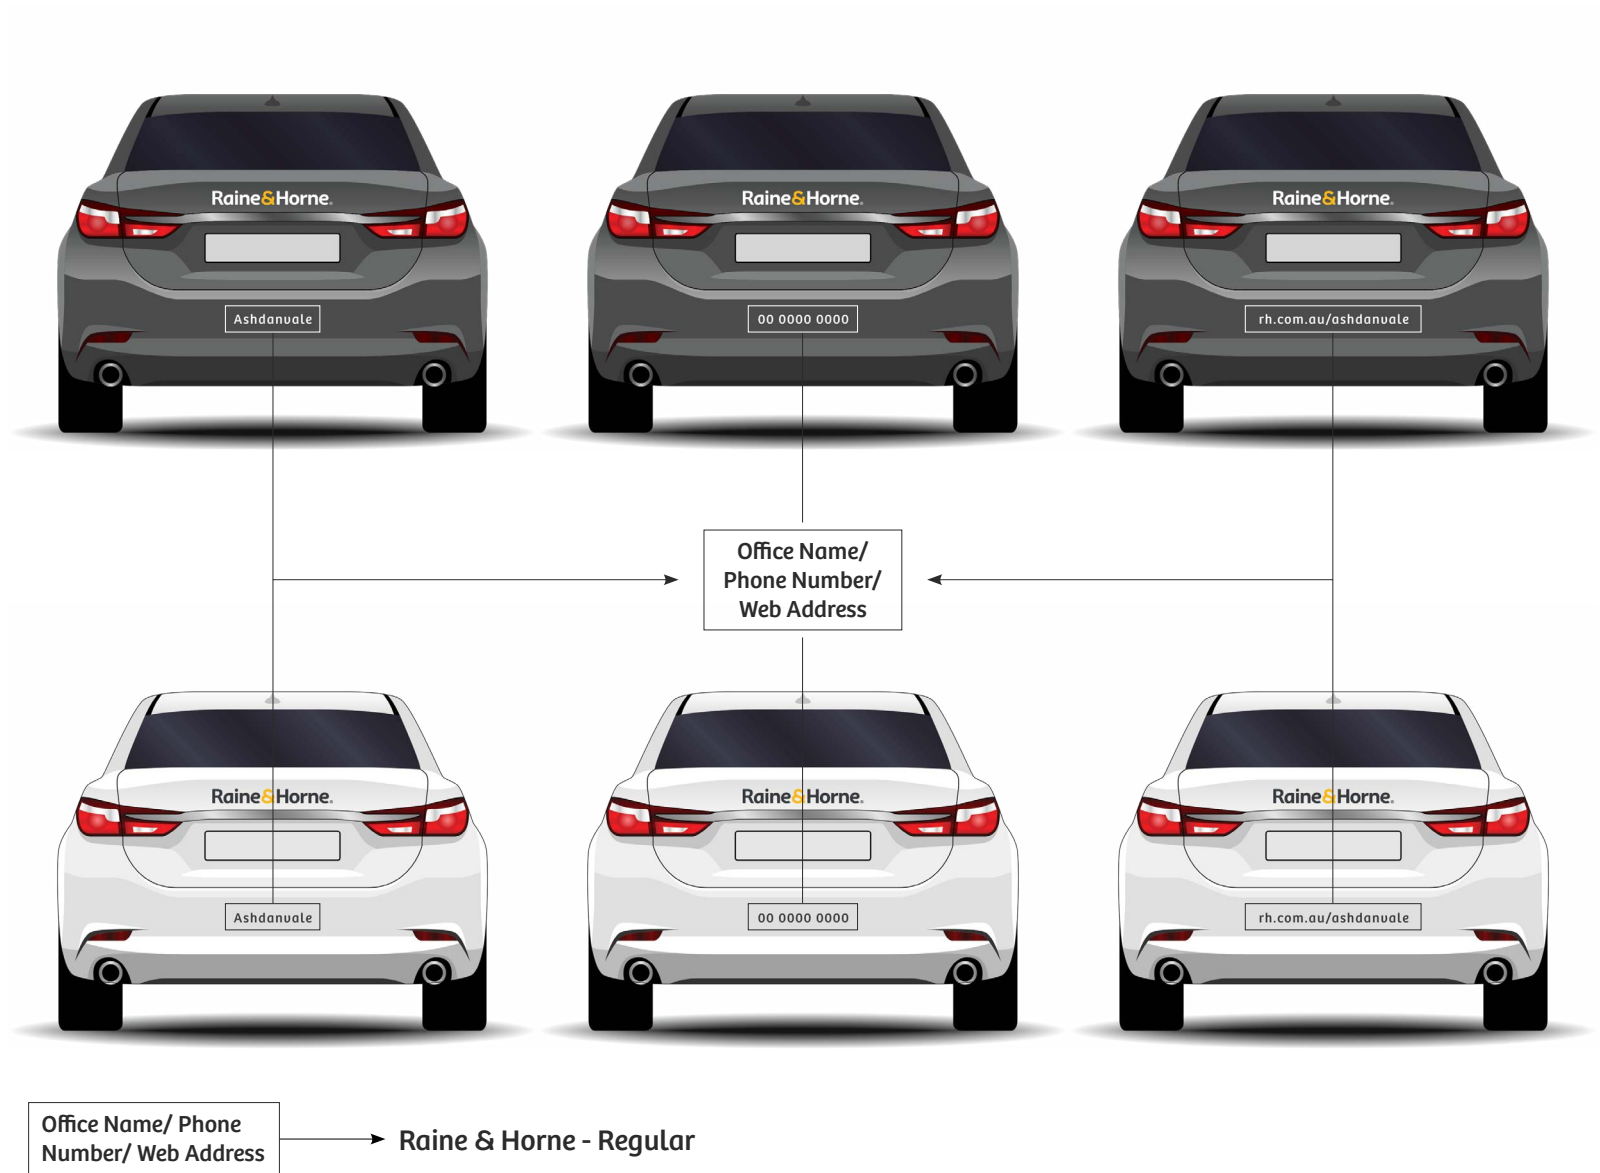 Raine&Horne.
Raine&Horne.
Raine&Horne.
Ashdanvale
00 0000 0000
rh.com.au/ashdanvale
Office Name/
Phone Number/
Web Address
Raine&Horne.
Raine&Horne.
Raine&Horne.
Ashdanvale
00 0000 0000
rh.com.au/ashdanvale
Office Name/ Phone
Number/ Web Address
Raine & Horne - Regular